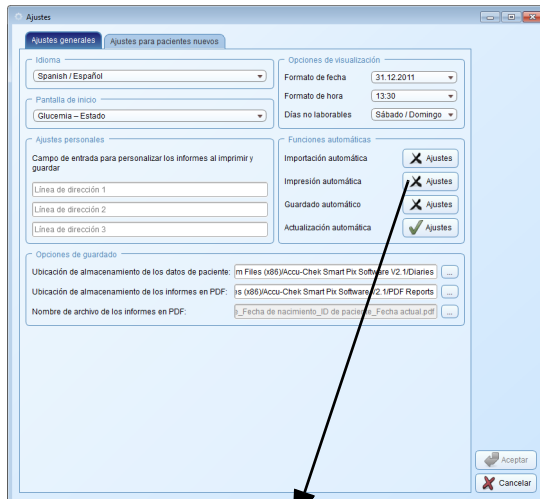 Ajustes
Ajustes generales
Ajustes para pacientes nuevos
Idioma
Spanish / Español
Pantalla de inicio
Glucemia – Estado
Opciones de visualización
Formato de fecha 31.12.2011
Formato de hora 13:30
Días no laborables Sábado / Domingo
Ajustes personales
Campo de entrada para personalizar los informes al imprimir y
guardar
Línea de dirección 1
Línea de dirección 2
Línea de dirección 3
Funciones automáticas
Importación automática Ajustes
Impresión automática Ajustes
Guardado automático Ajustes
Actualización automática Ajustes
Opciones de guardado
Ubicación de almacenamiento de los datos de paciente: m Files (x86)/Accu-Chek Smart Pix Software V2.1/Diaries ...
Ubicación de almacenamiento de los informes en PDF: s (x86)/Accu-Chek Smart Pix Software V2.1/PDF Reports ...
Nombre de archivo de los informes en PDF: _Fecha de nacimiento_ID de paciente_Fecha actual.pdf ...
Aceptar
Cancelar